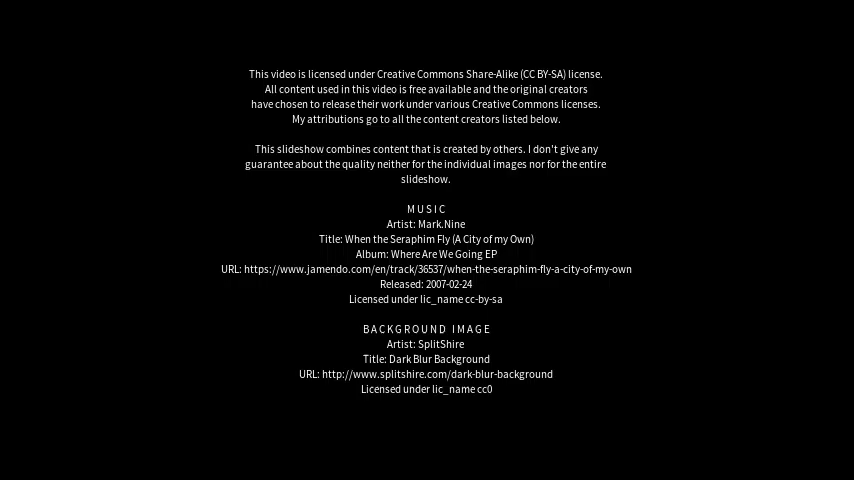 This video is licensed under Creative Commons Share-Alike (CC BY-SA) license.
All content used in this video is free available and the original creators
have chosen to release their work under various Creative Commons licenses.
My attributions go to all the content creators listed below.
This slideshow combines content that is created by others. I don't give any
guarantee about the quality neither for the individual images nor for the entire
slideshow.
MUSIC
Artist: Mark.Nine
Title: When the Seraphim Fly (A City of my Own)
Album: Where Are We Going EP
URL: https://www.jamendo.com/en/track/36537/when-the-seraphim-fly-a-city-of-my-own
Released: 2007-02-24
Licensed under lic_name cc-by-sa
BACKGROUND IMAGE
Artist: SplitShire
Title: Dark Blur Background
URL: http://www.splitshire.com/dark-blur-background
Licensed under lic_name cc0